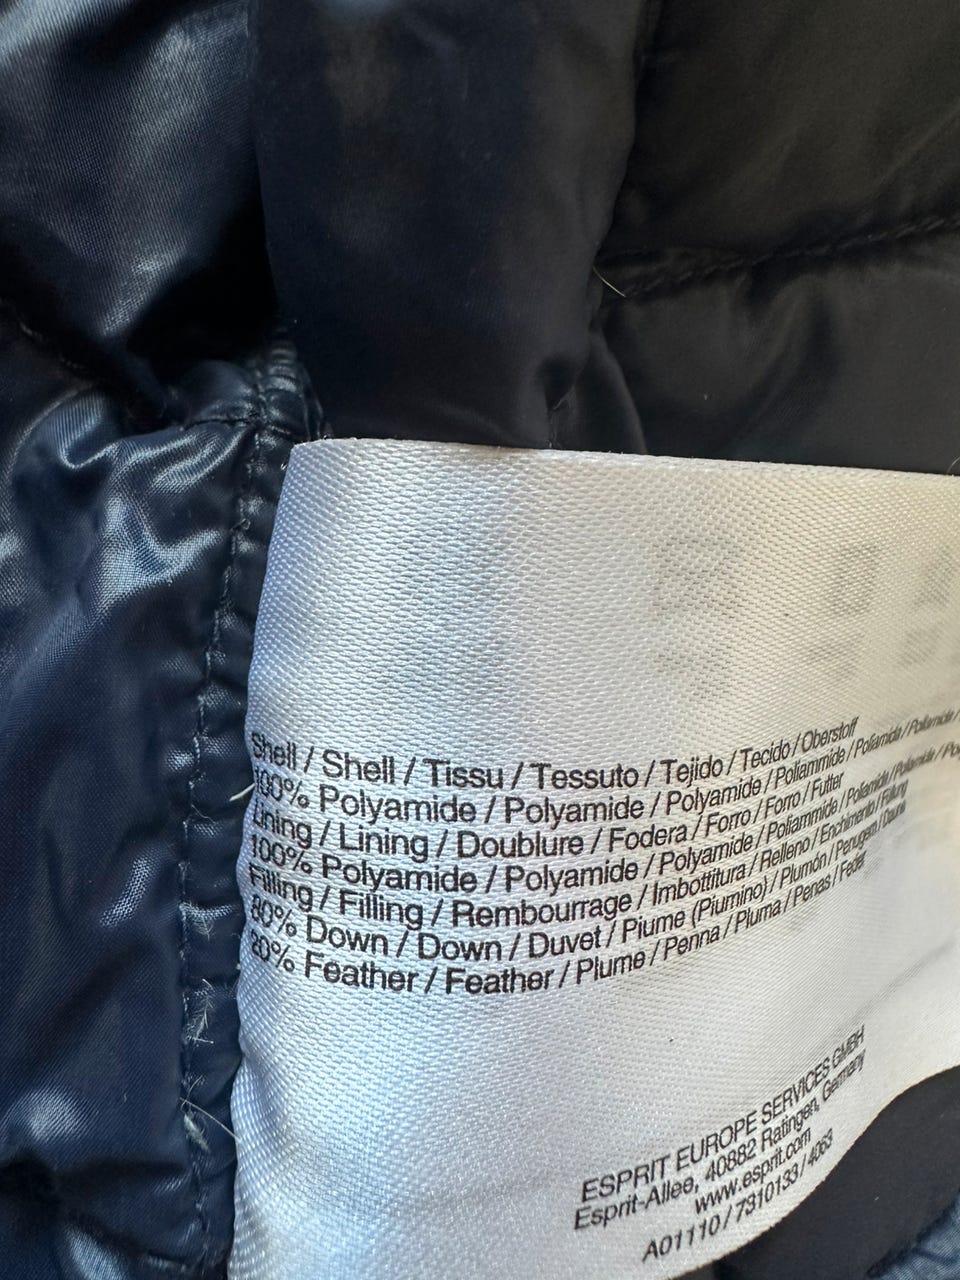 Shell / Shell / Tissu / Tessuto / Tejido / Tecido / Oberstoff
100% Polyamide / Polyamide / Polyamide / Poliammide / Poliamida / Poliamida /
Lining / Lining / Doublure / Fodera / Forro / Forro / Futter
100% Polyamide / Polyamide / Polyamide / Poliammide / Poliamida / Poliamida /
Filling / Filling / Rembourrage / Imbottitura / Relleno / Enchimento / Füllung
80% Down / Down / Duvet / Piume (Piumino) / Plumón / Penugem / Daune
20% Feather / Feather / Plume / Penna / Pluma / Penas / Feder
ESPRIT EUROPE SERVICES GMBH
Esprit-Allee, 40882 Ratingen, Germany
www.esprit.com
A01110 / 7310133 / 4063